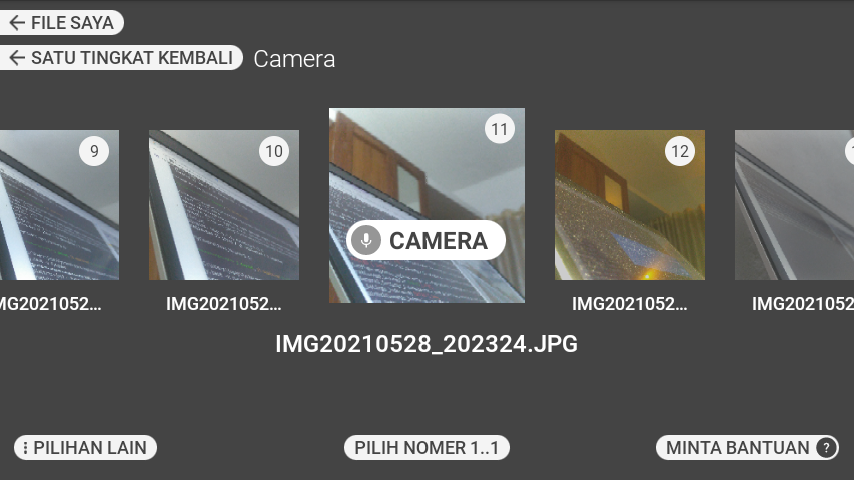 FILE SAYA
SATU TINGKAT KEMBALI Camera
9
10
11
12
CAMERA
MG2021052...
IMG2021052...
IMG2021052...
IMG2021052
IMG20210528_202324.JPG
PILIHAN LAIN
PILIH NOMER 1..1
MINTA BANTUAN ?